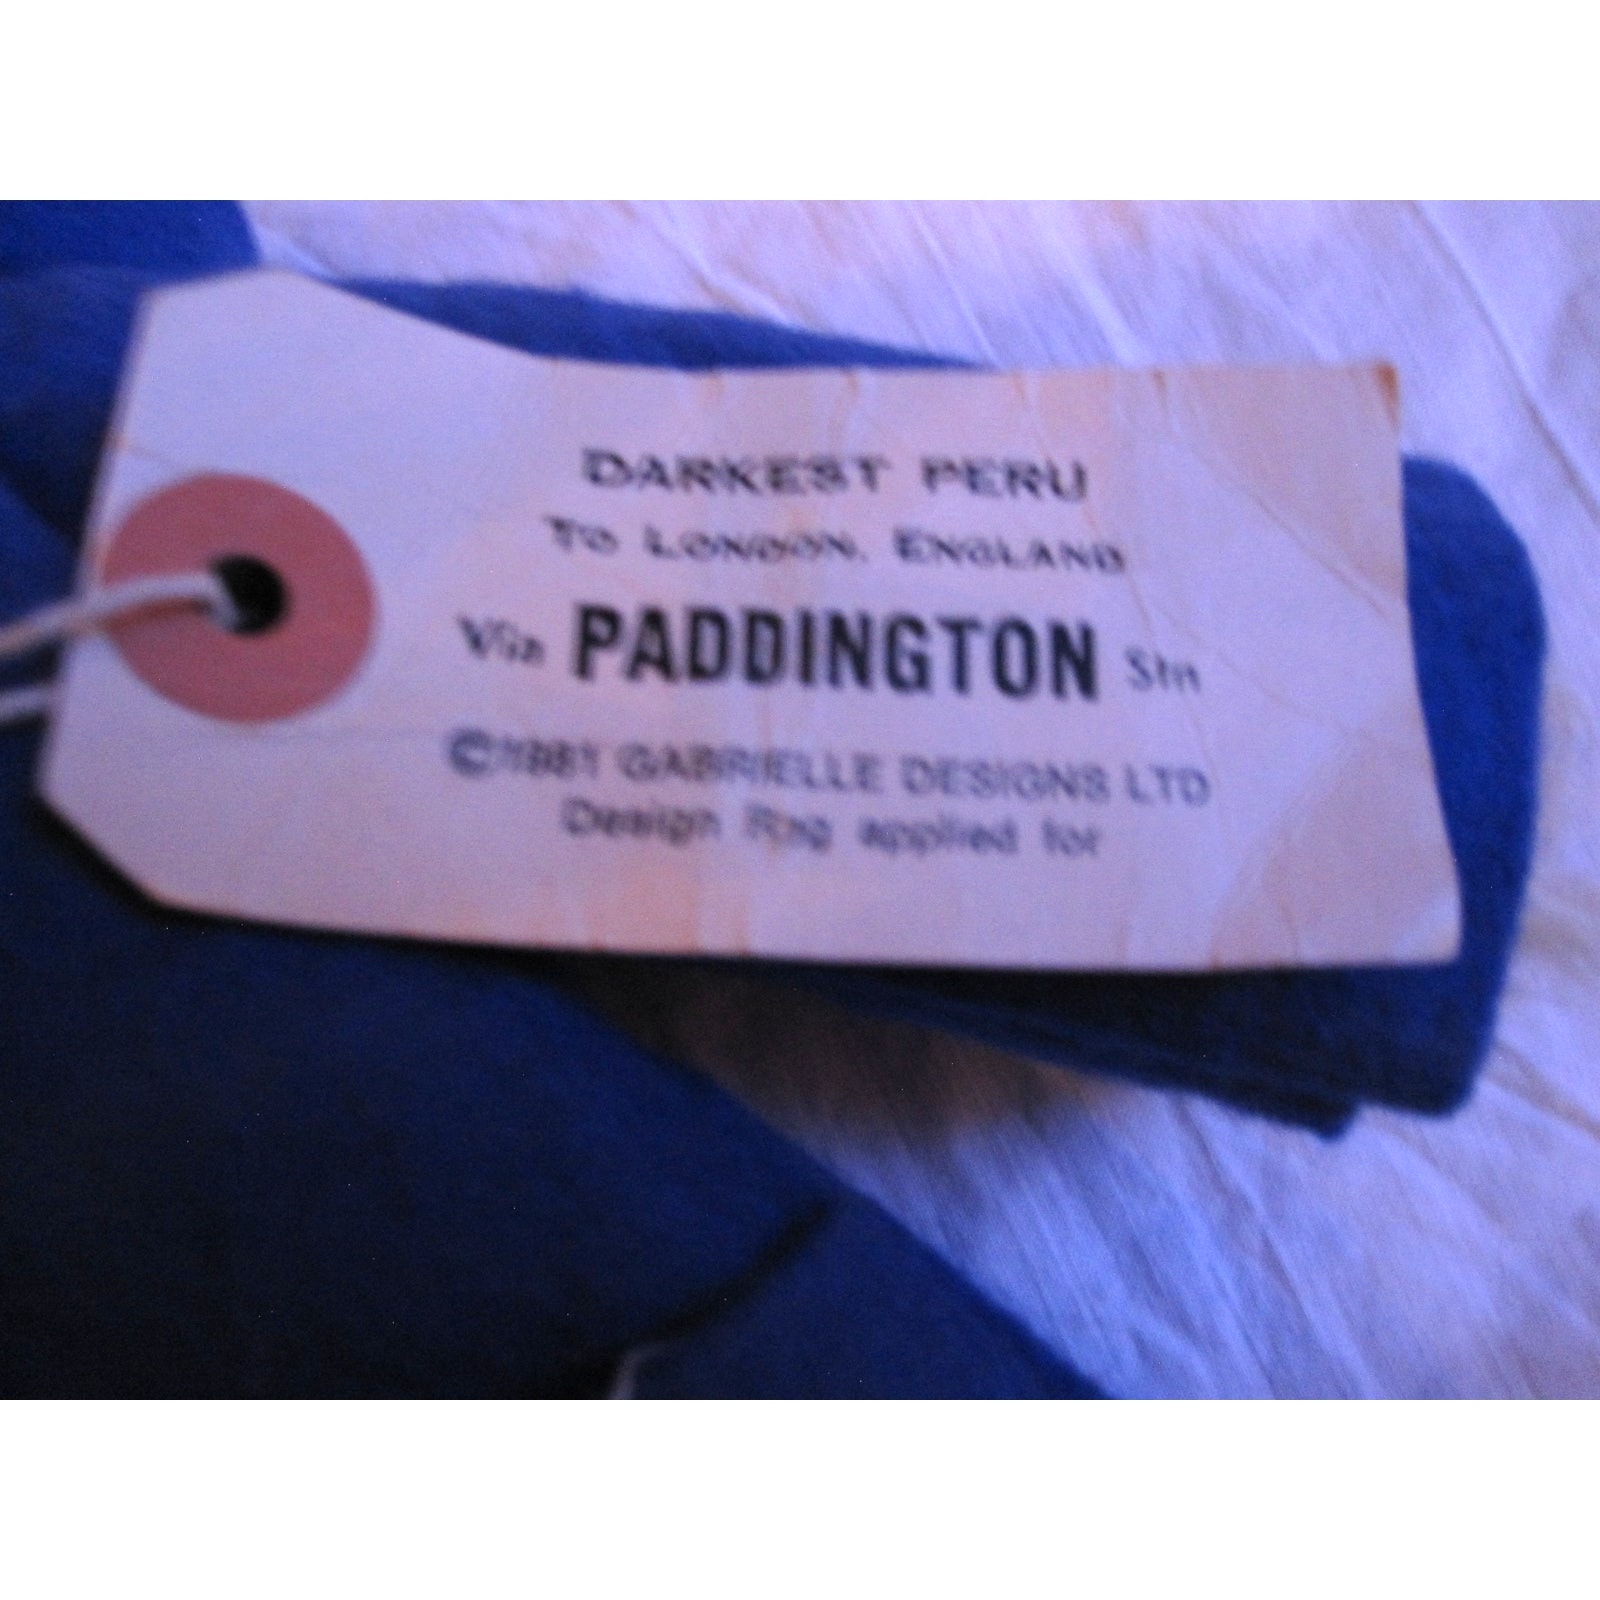 DARKEST PERU
TO LONDON, ENGLAND
Via PADDINGTON Stn
©1981 GABRIELLE DESIGNS LTD
Design Rng applied for